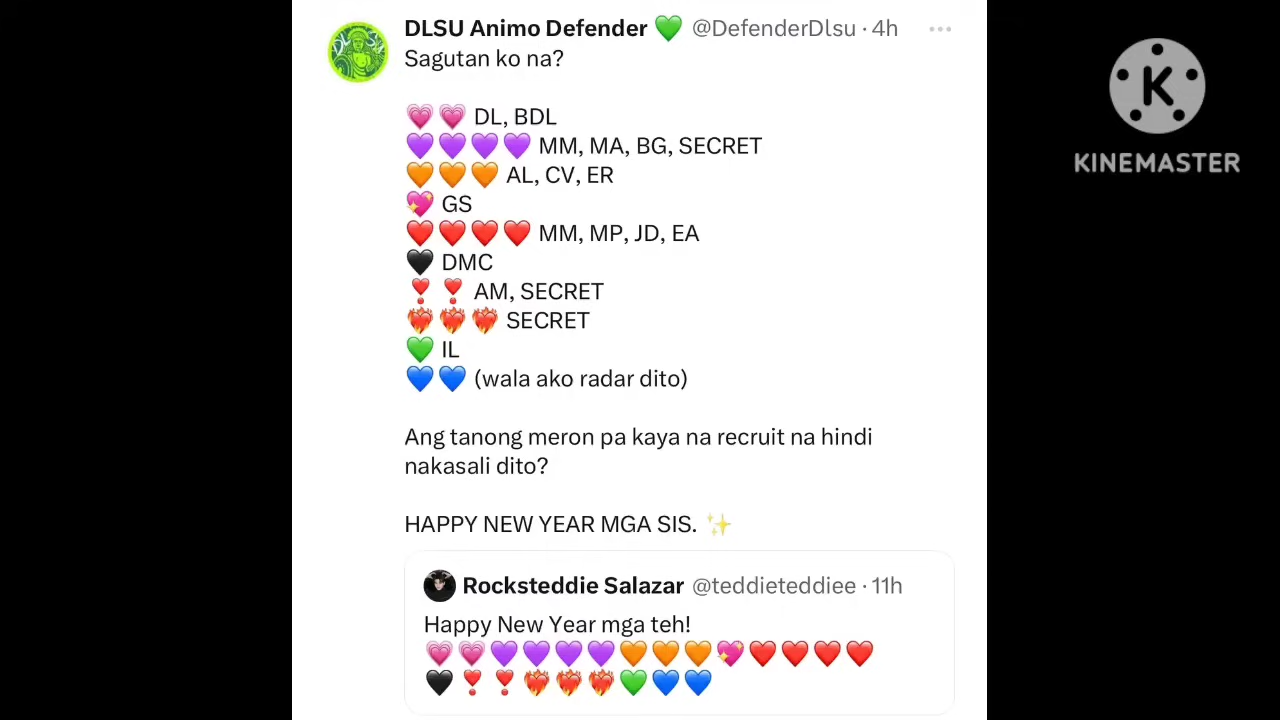 DLSU Animo Defender 💚 @DefenderDlsu · 4h
Sagutan ko na?
💗💗 DL, BDL
💜💜💜💜 MM, MA, BG, SECRET
🧡🧡🧡 AL, CV, ER
💖 GS
❤️❤️❤️❤️ MM, MP, JD, EA
🖤 DMC
❣️❣️ AM, SECRET
❤️‍🔥❤️‍🔥❤️‍🔥 SECRET
💚 IL
💙💙 (wala ako radar dito)
Ang tanong meron pa kaya na recruit na hindi
nakasali dito?
HAPPY NEW YEAR MGA SIS. ✨
Rocksteddie Salazar @teddieteddiee · 11h
Happy New Year mga teh!
💗💗💜💜💜💜🧡🧡🧡💖❤️❤️❤️❤️
🖤❣️❣️❤️‍🔥❤️‍🔥❤️‍🔥💚💙💙
K
KINEMASTER